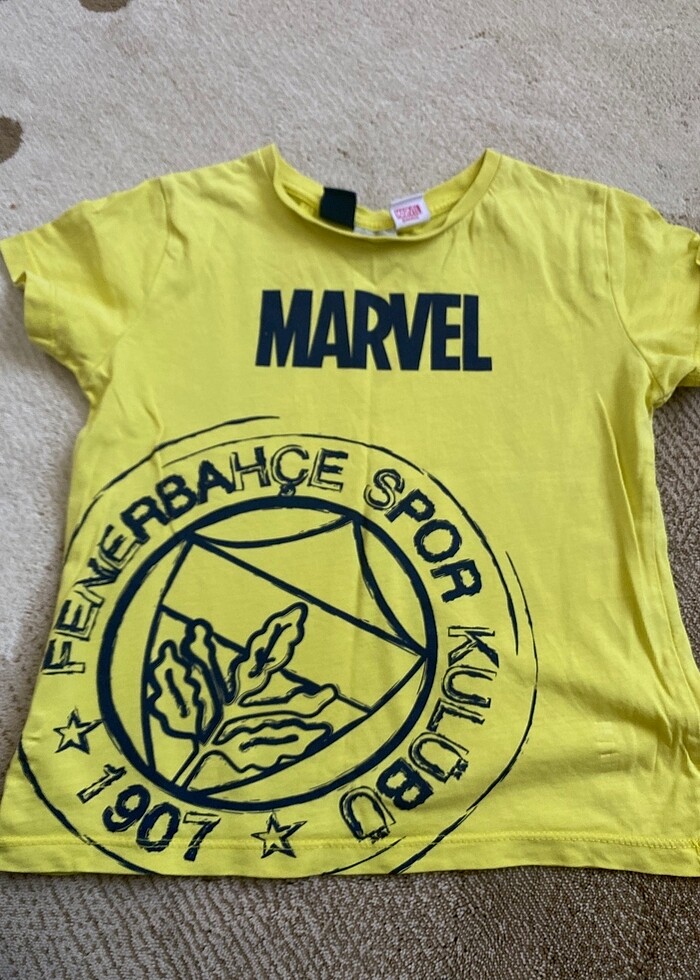 MARVEL
FENERBAHÇE SPOR KULÜBÜ
1907